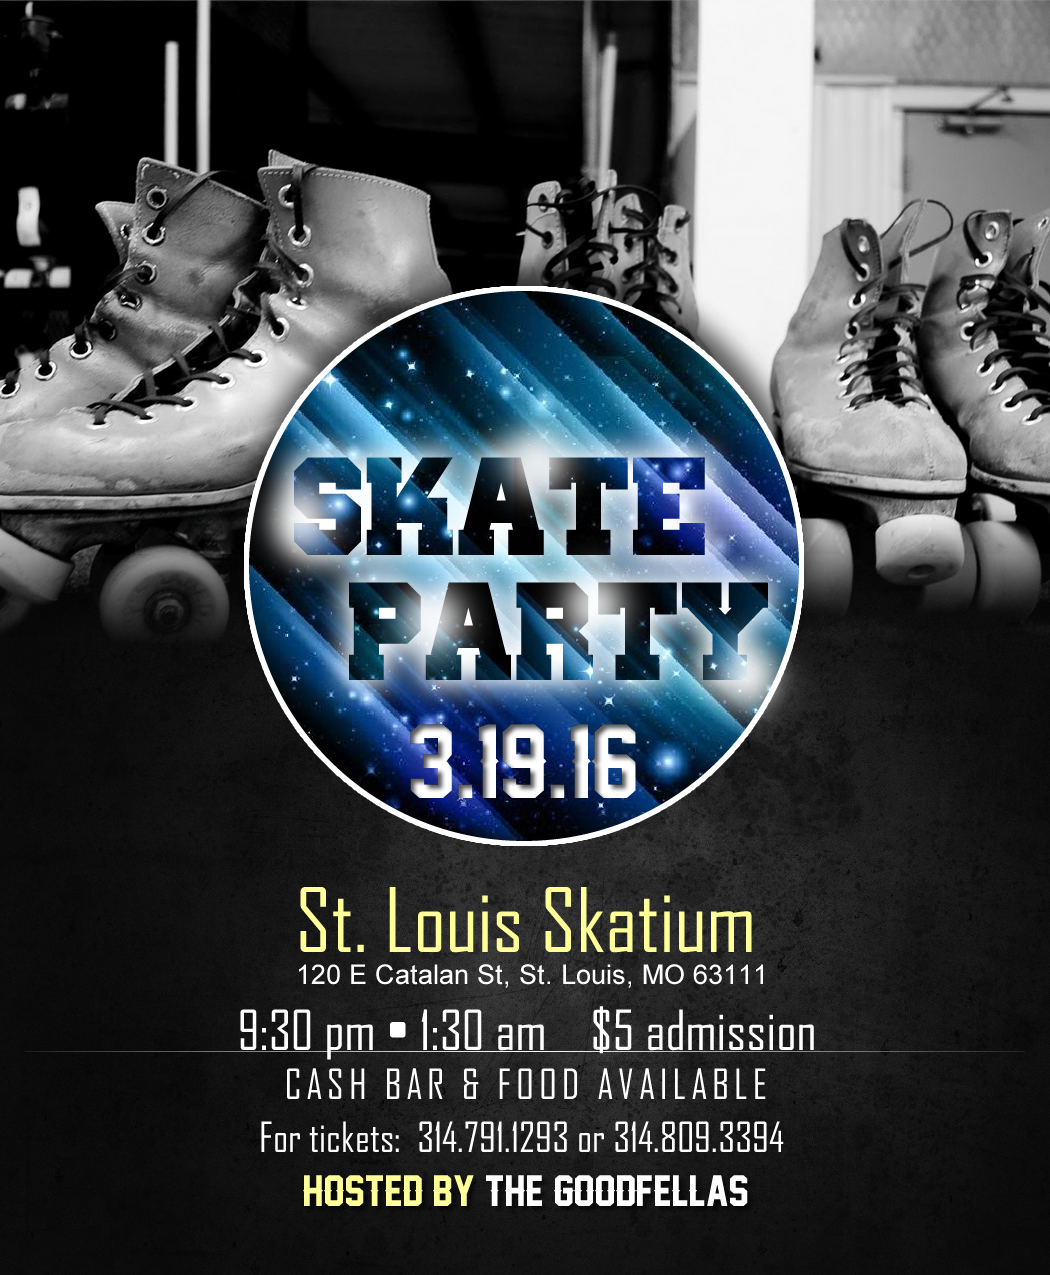 SKATE
PARTY
3.19.16
St. Louis Skatium
120 E Catalan St, St. Louis, MO 63111
9:30 pm ▪ 1:30 am $5 admission
CASH BAR & FOOD AVAILABLE
For tickets: 314.791.1293 or 314.809.3394
HOSTED BY THE GOODFELLAS